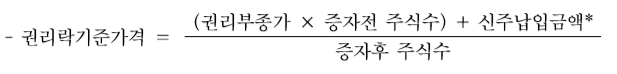 - 권리락기준가격 = (권리부종가 × 증자전 주식수) + 신주납입금액*
증자후 주식수